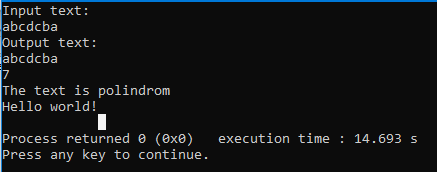 Input text:
abcdcba
Output text:
abcdcba
7
The text is polindrom
Hello world!
Process returned 0 (0x0)   execution time : 14.693 s
Press any key to continue.